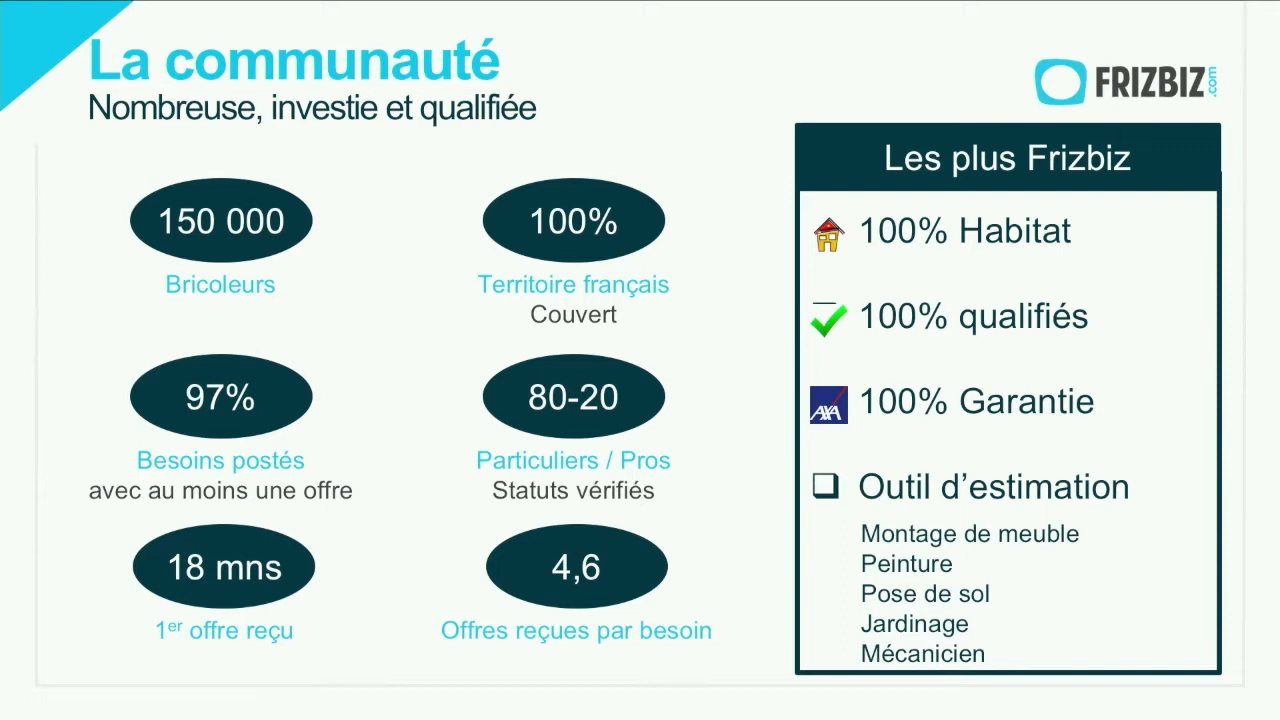 La communauté
Nombreuse, investie et qualifiée
FRIZBIZ.com
150 000
Bricoleurs
100%
Territoire français
Couvert
97%
Besoins postés
avec au moins une offre
80-20
Particuliers / Pros
Statuts vérifiés
18 mns
1er offre reçu
4,6
Offres reçues par besoin
Les plus Frizbiz
100% Habitat
100% qualifiés
AXA
100% Garantie
Outil d’estimation
Montage de meuble
Peinture
Pose de sol
Jardinage
Mécanicien